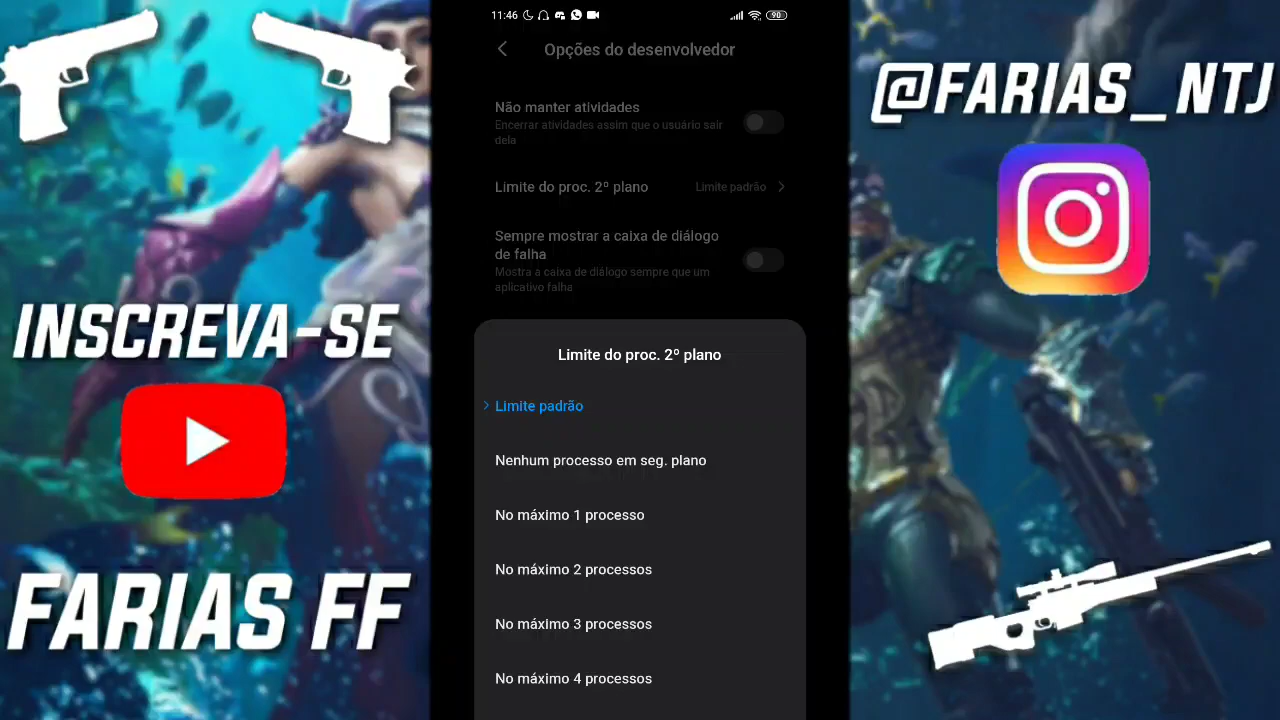 11:46
90
Opções do desenvolvedor
Não manter atividades
Encerrar atividades assim que o usuário sair
dela
Limite do proc. 2º plano
Limite padrão
Sempre mostrar a caixa de diálogo
de falha
Mostra a caixa de diálogo sempre que um
aplicativo falha
Limite do proc. 2º plano
Limite padrão
Nenhum processo em seg. plano
No máximo 1 processo
No máximo 2 processos
No máximo 3 processos
No máximo 4 processos
INSCREVA-SE
FARIAS FF
@FARIAS_NTJ